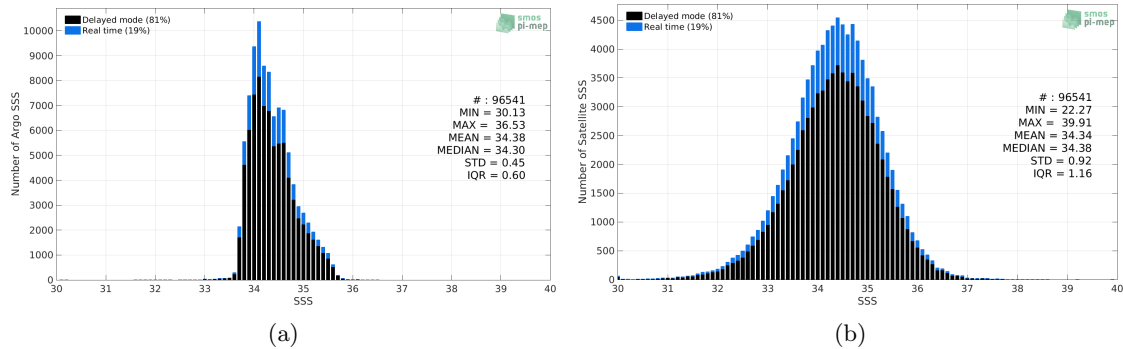 Delayed mode (81%)
Real time (19%)
smos
pi-mep
10000
9000
8000
7000
6000
5000
4000
3000
2000
1000
0
Number of Argo SSS
# : 96541
MIN = 30.13
MAX = 36.53
MEAN = 34.38
MEDIAN = 34.30
STD = 0.45
IQR = 0.60
30 31 32 33 34 35 36 37 38 39 40
SSS
(a)
Delayed mode (81%)
Real time (19%)
smos
pi-mep
4500
4000
3500
3000
2500
2000
1500
1000
500
0
Number of Satellite SSS
# : 96541
MIN = 22.27
MAX = 39.91
MEAN = 34.34
MEDIAN = 34.38
STD = 0.92
IQR = 1.16
30 31 32 33 34 35 36 37 38 39 40
SSS
(b)